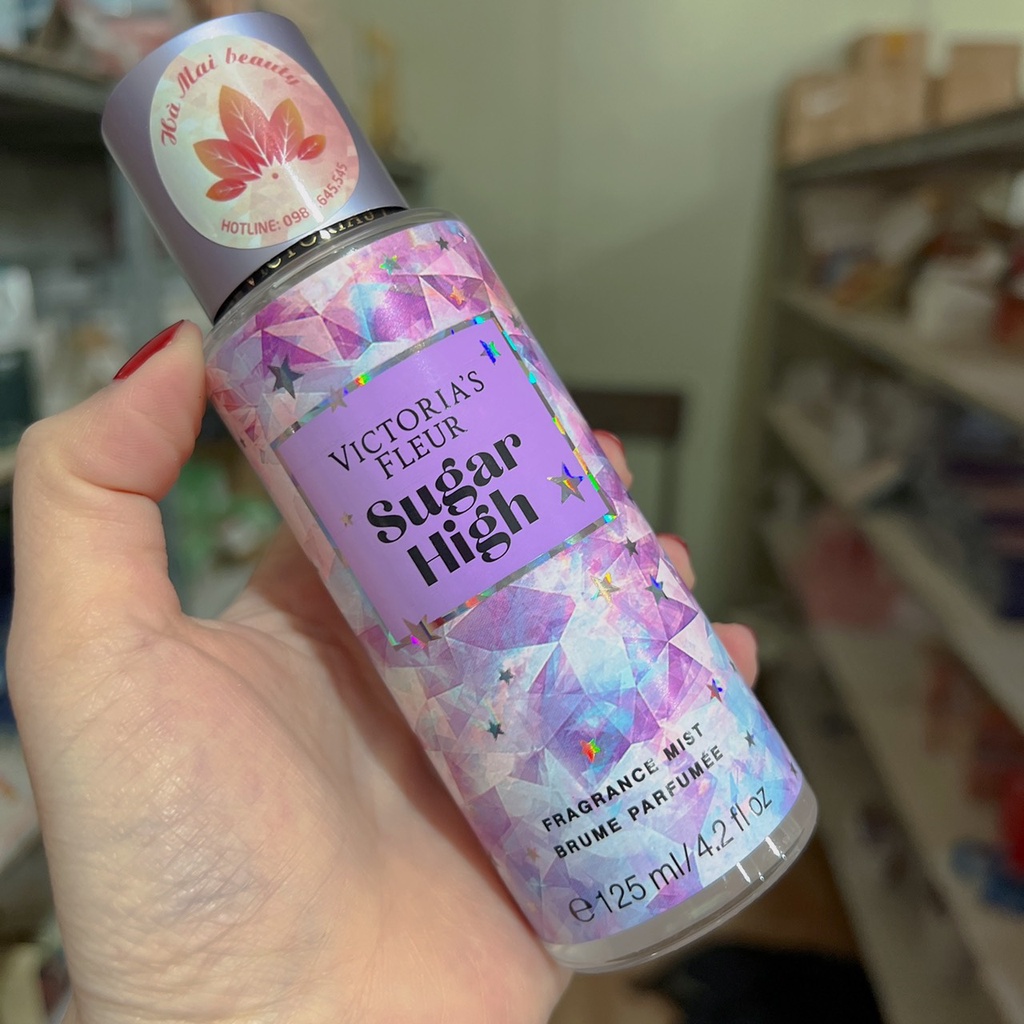 Hà Mai beauty
HOTLINE: 098 645.545
VICTORIA'S
FLEUR
Sugar
High
FRAGRANCE MIST
BRUME PARFUMÉE
℮125 ml/4.2 fl oz